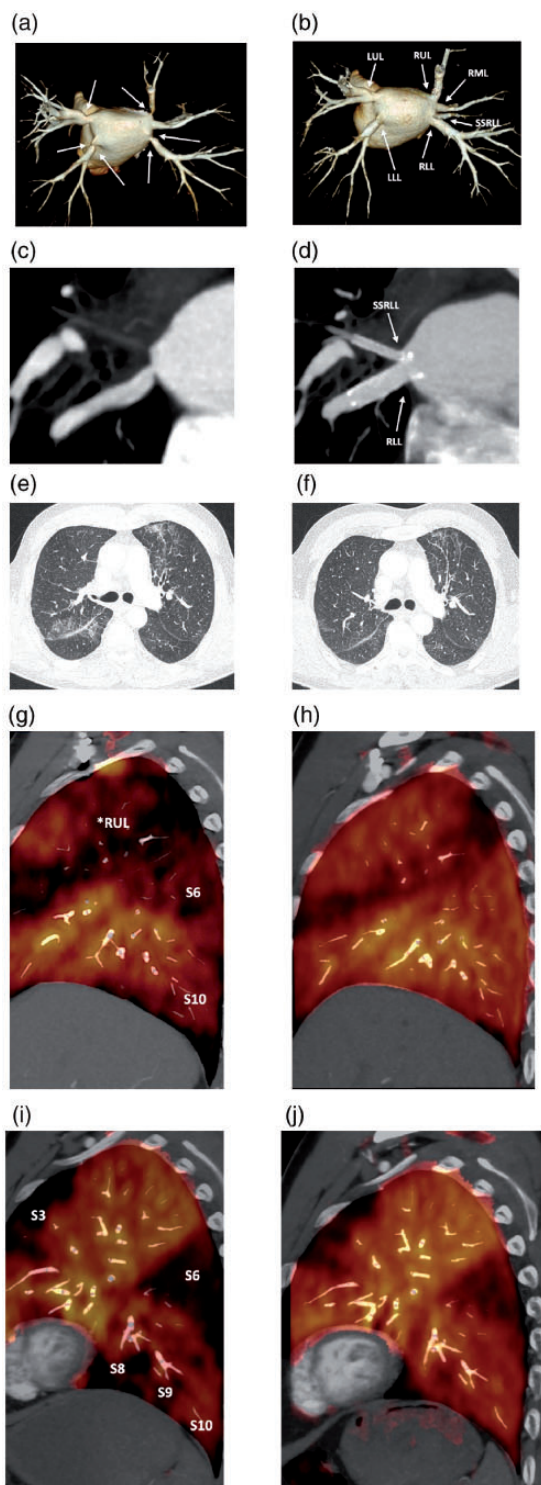 (a)
(b)
LUL
RUL
RML
SSRLL
LLL
RLL
(c)
(d)
SSRLL
RLL
(e)
(f)
(g)
(h)
*RUL
S6
S10
(i)
(j)
S3
S6
S8
S9
S10